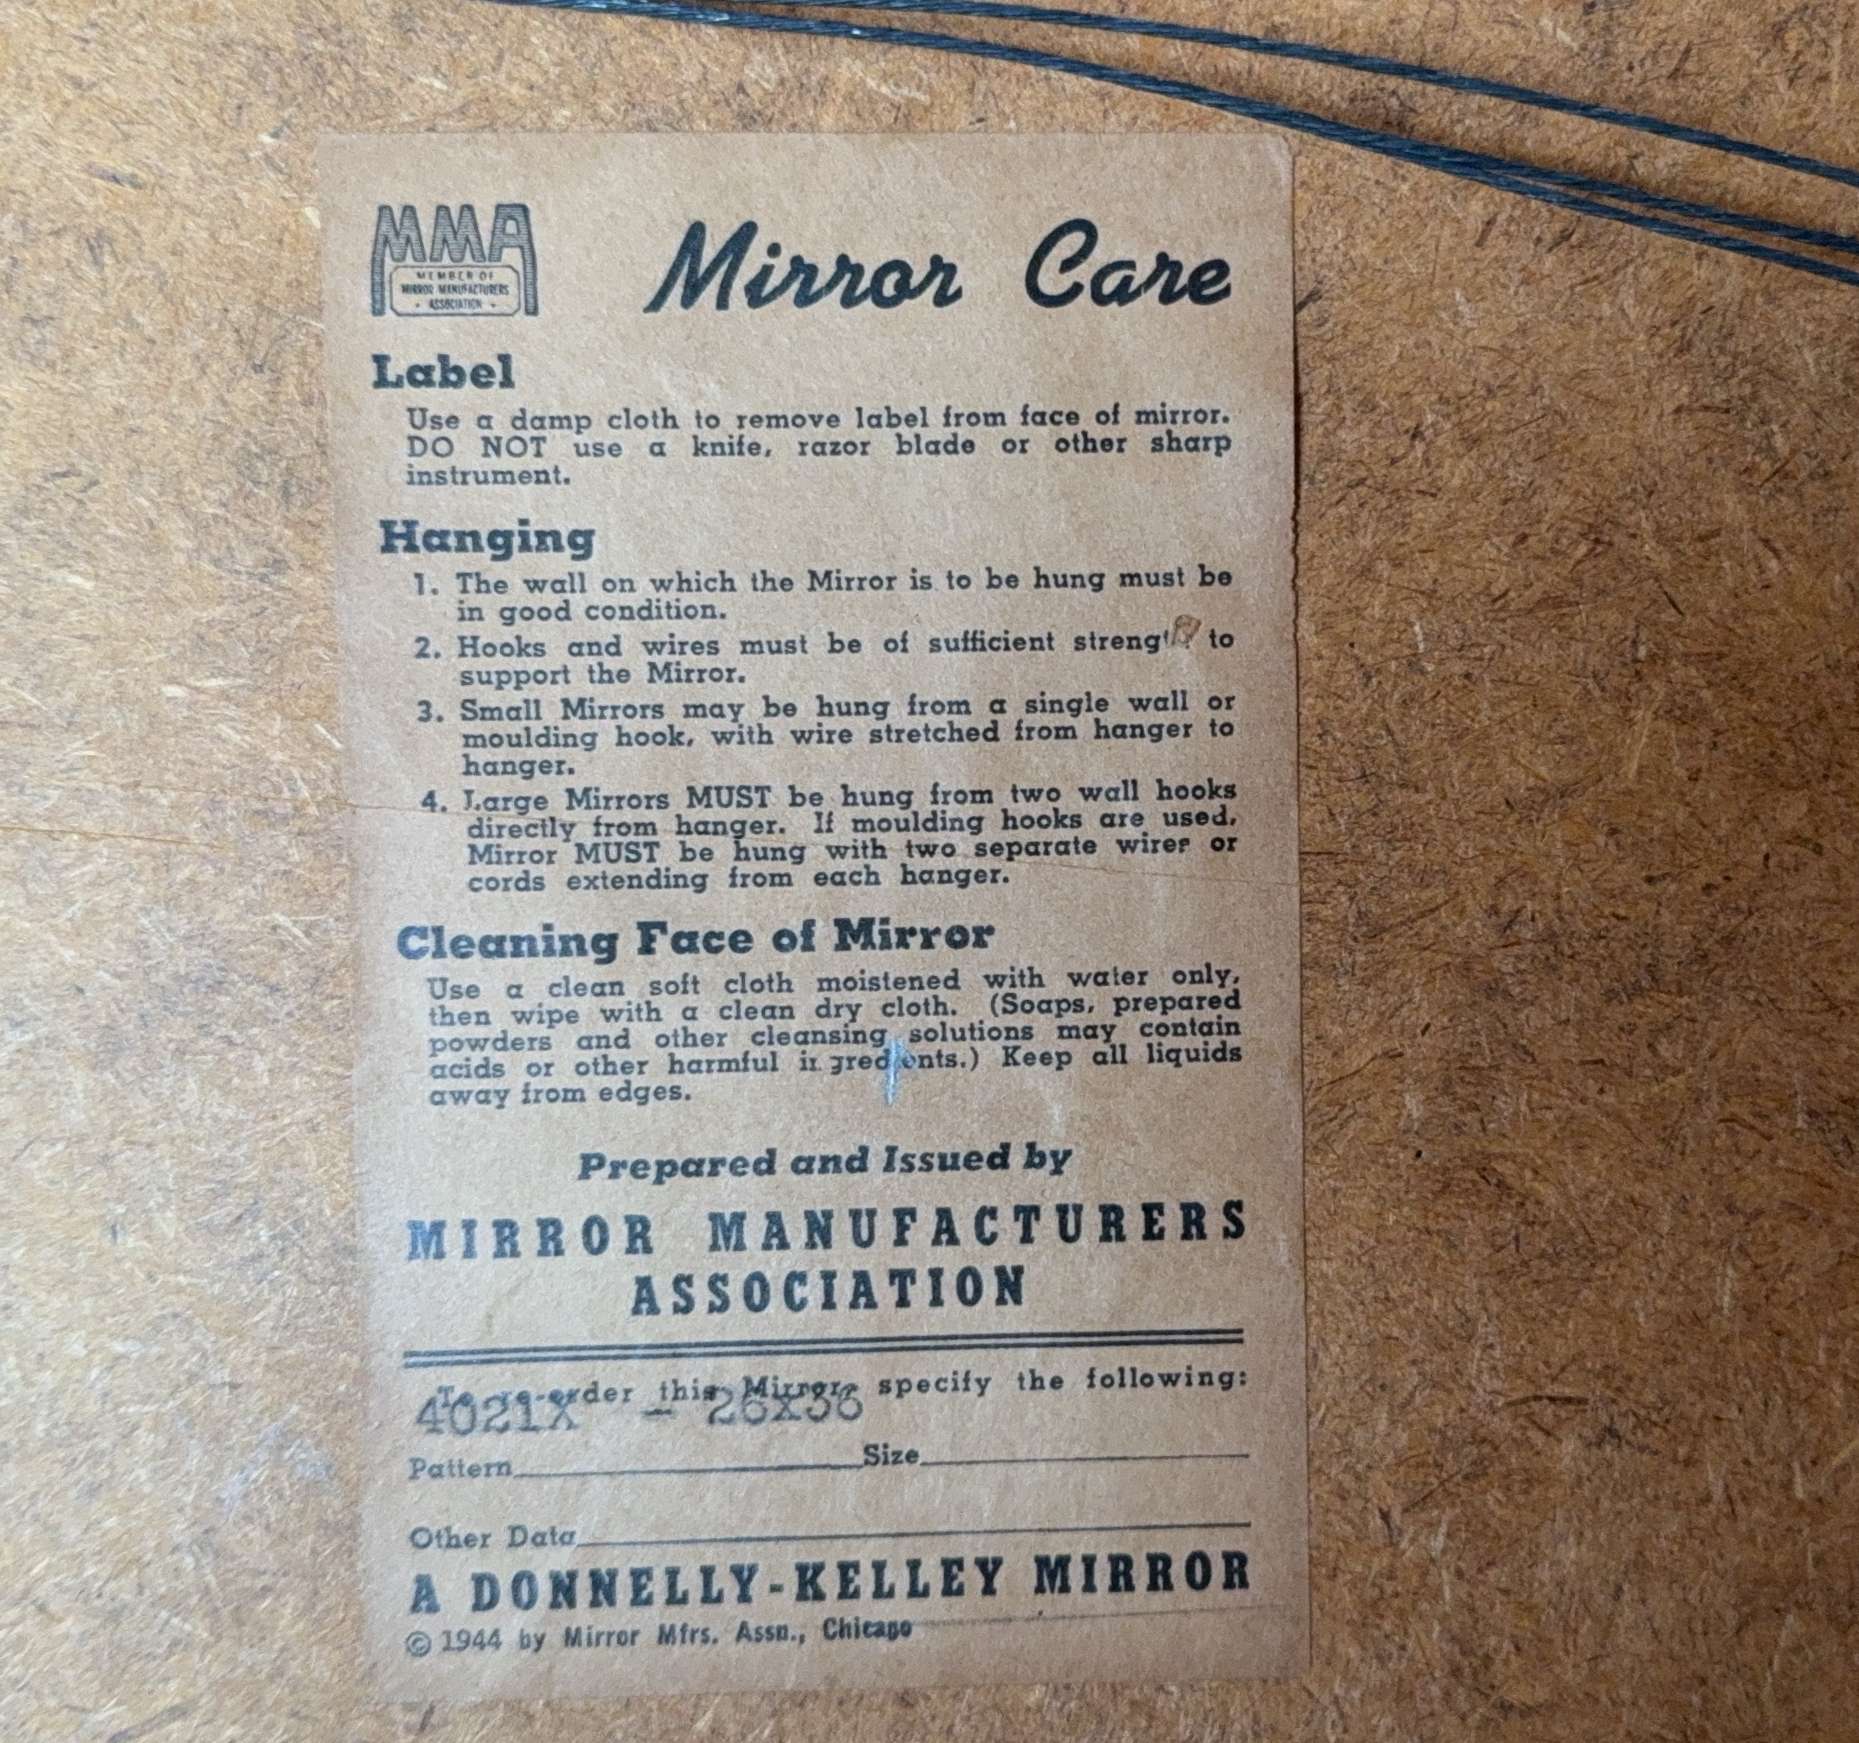 MMA
MEMBER OF
MIRROR MANUFACTURERS
• ASSOCIATION •
Mirror Care
Label
Use a damp cloth to remove label from face of mirror.
DO NOT use a knife, razor blade or other sharp
instrument.
Hanging
1. The wall on which the Mirror is to be hung must be
in good condition.
2. Hooks and wires must be of sufficient strength to
support the Mirror.
3. Small Mirrors may be hung from a single wall or
moulding hook, with wire stretched from hanger to
hanger.
4. Large Mirrors MUST be hung from two wall hooks
directly from hanger. If moulding hooks are used,
Mirror MUST be hung with two separate wires or
cords extending from each hanger.
Cleaning Face of Mirror
Use a clean soft cloth moistened with water only,
then wipe with a clean dry cloth. (Soaps, prepared
powders and other cleansing solutions may contain
acids or other harmful ingredients.) Keep all liquids
away from edges.
Prepared and Issued by
MIRROR MANUFACTURERS
ASSOCIATION
To re-order this Mirror, specify the following:
4021X - 26X36
Pattern Size
Other Data
A DONNELLY-KELLEY MIRROR
© 1944 by Mirror Mfrs. Assn., Chicago